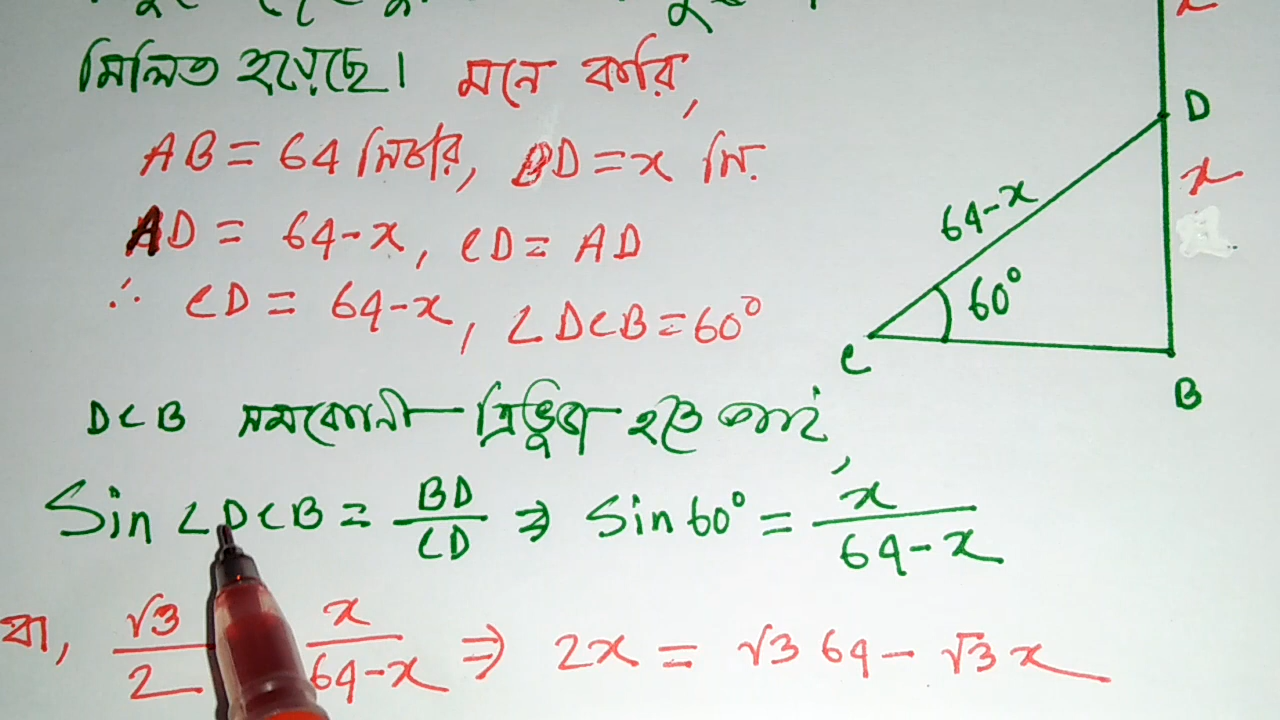 মিলিত হয়েছে। মনে করি,
AB = 64 মিটার, BD = x মি.
AD = 64-x, CD = AD
∴ CD = 64-x, ∠DCB = 60°
DCB সমকোণী ত্রিভুজ হতে পাই,
Sin ∠DCB = BD/CD ⇒ Sin 60° = x/64-x
বা, √3/2 x/64-x ⇒ 2x = √3 64 - √3 x
x
D
x
64-x
60°
C
B